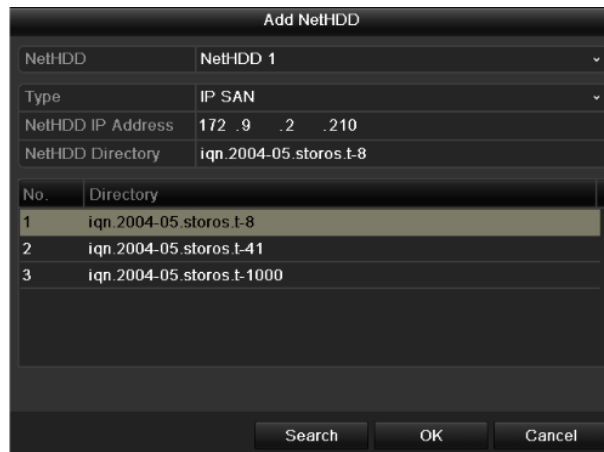 Add NetHDD
NetHDD NetHDD 1
Type IP SAN
NetHDD IP Address 172 .9 .2 .210
NetHDD Directory iqn.2004-05.storos.t-8
No. Directory
1 iqn.2004-05.storos.t-8
2 iqn.2004-05.storos.t-41
3 iqn.2004-05.storos.t-1000
Search OK Cancel